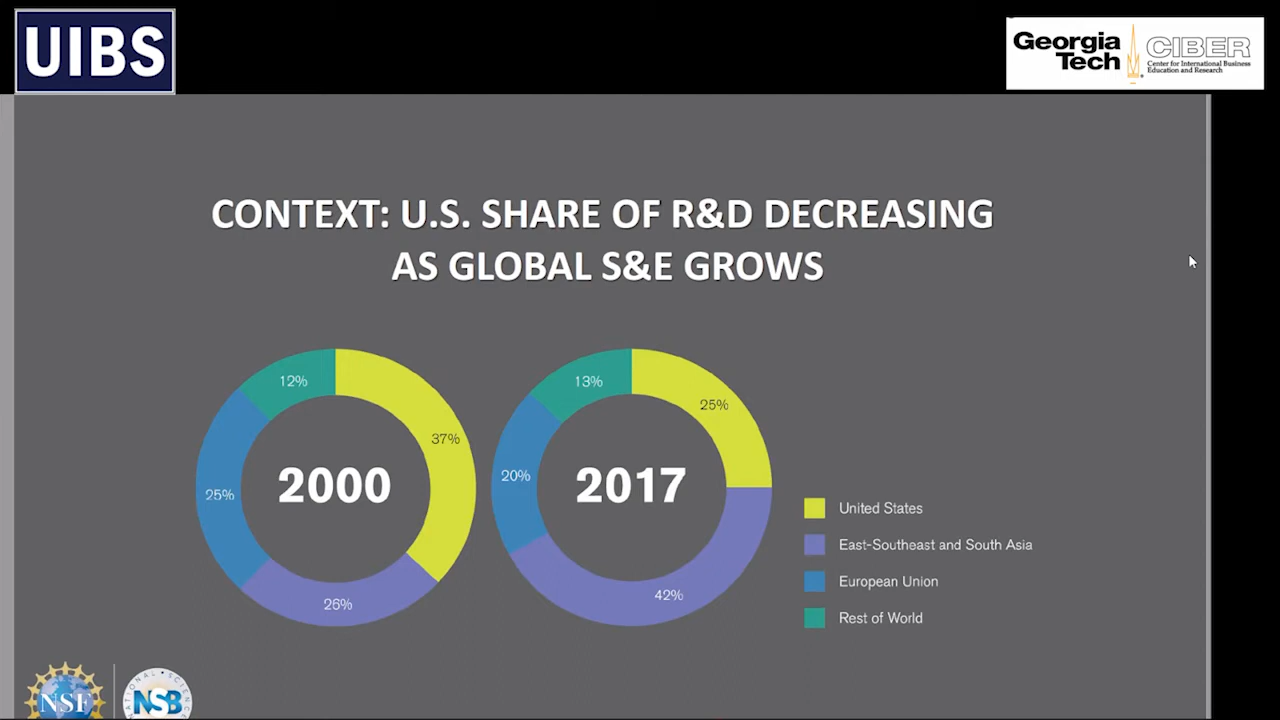 UIBS
Georgia
Tech
CIBER
Center for International Business
Education and Research
CONTEXT: U.S. SHARE OF R&D DECREASING
AS GLOBAL S&E GROWS
12%
37%
25%
26%
2000
13%
25%
20%
42%
2017
United States
East-Southeast and South Asia
European Union
Rest of World
NSF
NSB